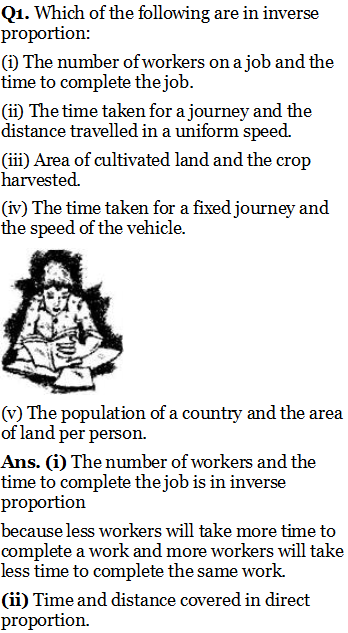 Q1. Which of the following are in inverse
proportion:
(i) The number of workers on a job and the
time to complete the job.
(ii) The time taken for a journey and the
distance travelled in a uniform speed.
(iii) Area of cultivated land and the crop
harvested.
(iv) The time taken for a fixed journey and
the speed of the vehicle.
(v) The population of a country and the area
of land per person.
Ans. (i) The number of workers and the
time to complete the job is in inverse
proportion
because less workers will take more time to
complete a work and more workers will take
less time to complete the same work.
(ii) Time and distance covered in direct
proportion.